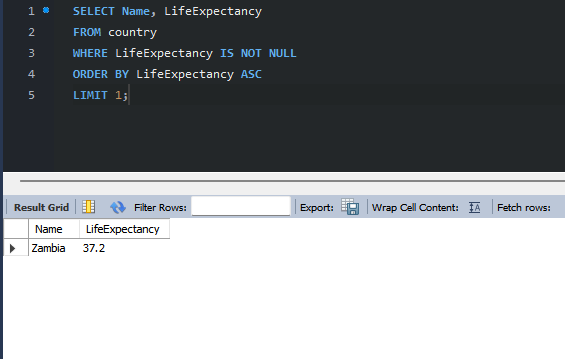 1 SELECT Name, LifeExpectancy
2 FROM country
3 WHERE LifeExpectancy IS NOT NULL
4 ORDER BY LifeExpectancy ASC
5 LIMIT 1;
Result Grid Filter Rows: Export: Wrap Cell Content: Fetch rows:
Name LifeExpectancy
Zambia 37.2